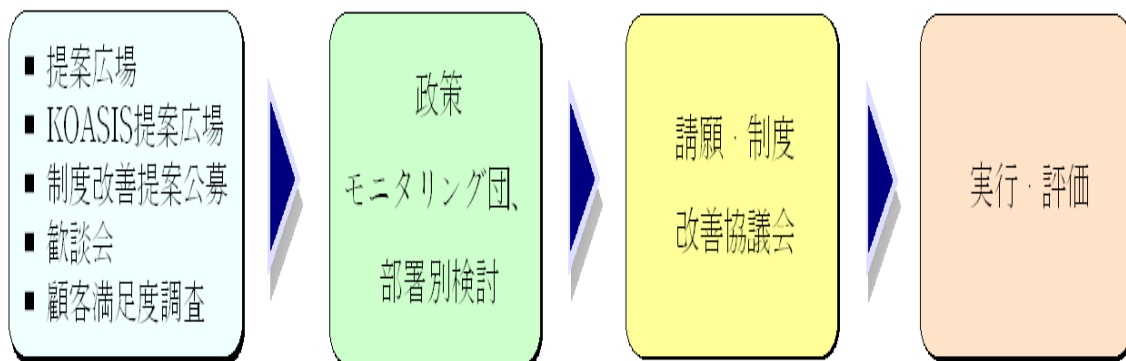 ■ 提案広場
■ KOASIS提案広場
■ 制度改善提案公募
■ 歓談会
■ 顧客満足度調査
政策
モニタリング団、
部署別検討
請願・制度
改善協議会
実行・評価